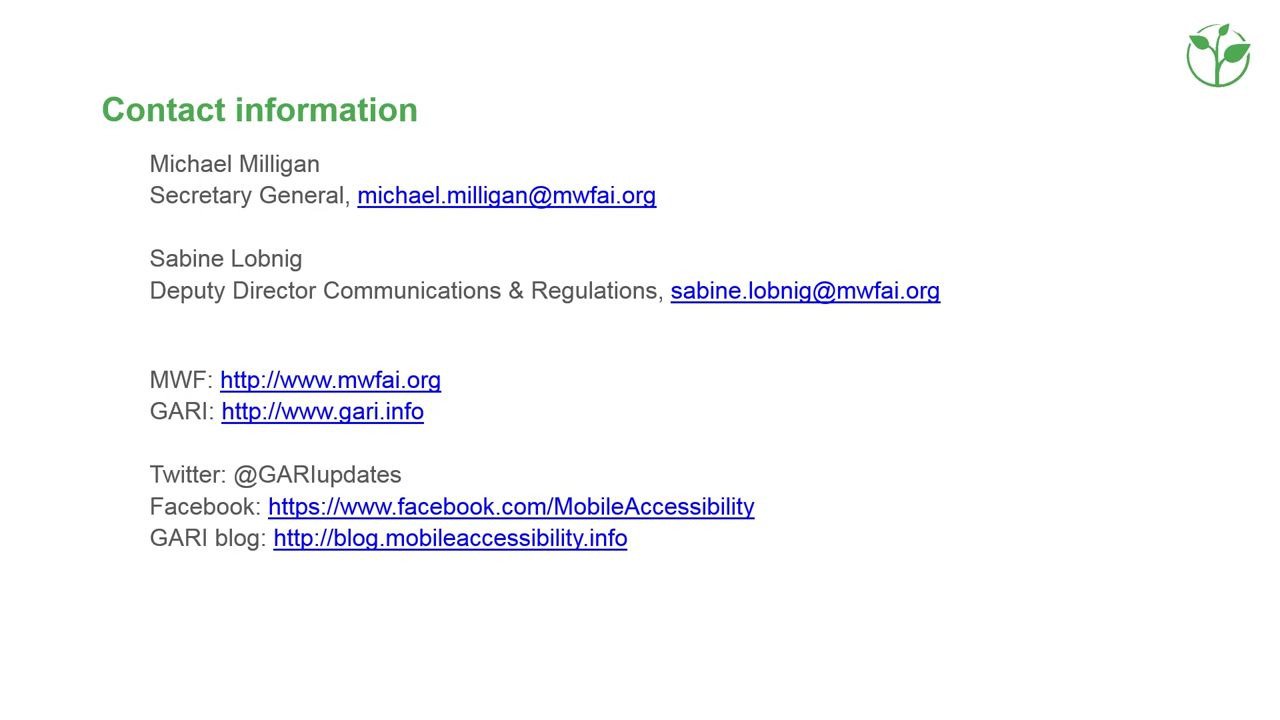 Contact information
Michael Milligan
Secretary General, michael.milligan@mwfai.org
Sabine Lobnig
Deputy Director Communications & Regulations, sabine.lobnig@mwfai.org
MWF: http://www.mwfai.org
GARI: http://www.gari.info
Twitter: @GARIupdates
Facebook: https://www.facebook.com/MobileAccessibility
GARI blog: http://blog.mobileaccessibility.info